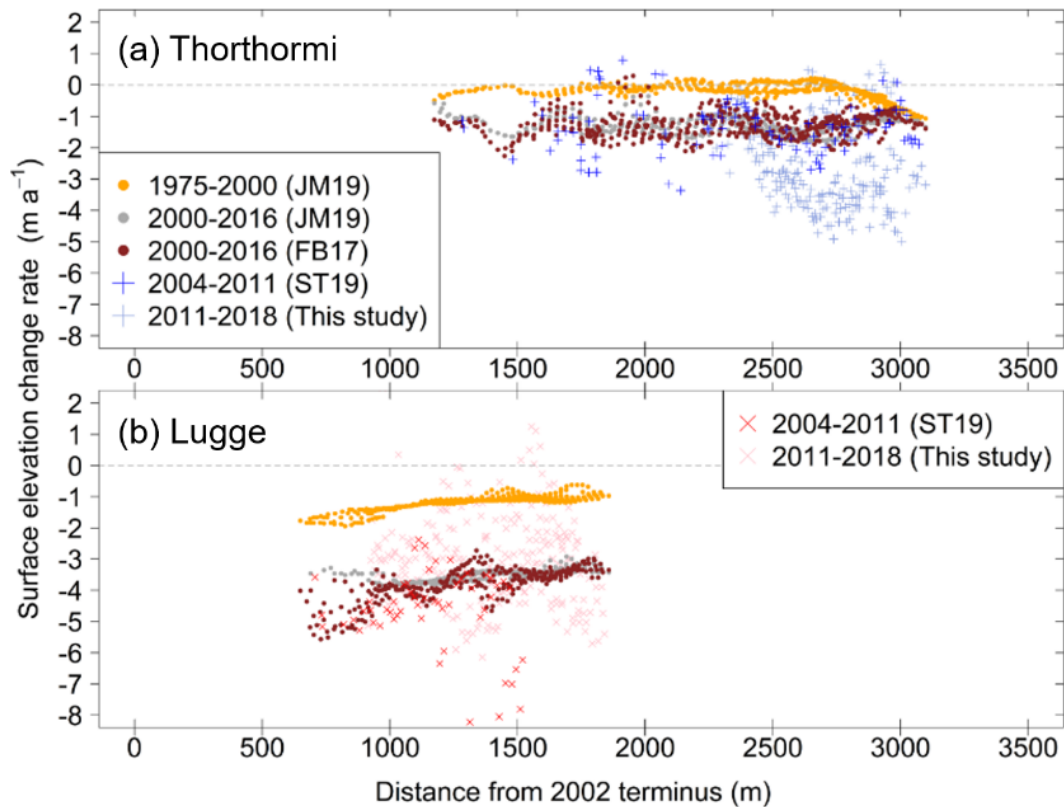 (a) Thorthormi
2
1
0
-1
-2
-3
-4
-5
-6
-7
-8
1975-2000 (JM19)
2000-2016 (JM19)
2000-2016 (FB17)
2004-2011 (ST19)
2011-2018 (This study)
0 500 1000 1500 2000 2500 3000 3500
Surface elevation change rate (m a⁻¹)
(b) Lugge
2
1
0
-1
-2
-3
-4
-5
-6
-7
-8
2004-2011 (ST19)
2011-2018 (This study)
0 500 1000 1500 2000 2500 3000 3500
Distance from 2002 terminus (m)